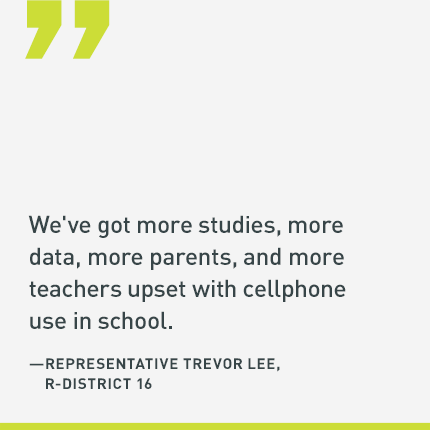 ”
We've got more studies, more
data, more parents, and more
teachers upset with cellphone
use in school.
—REPRESENTATIVE TREVOR LEE,
R-DISTRICT 16